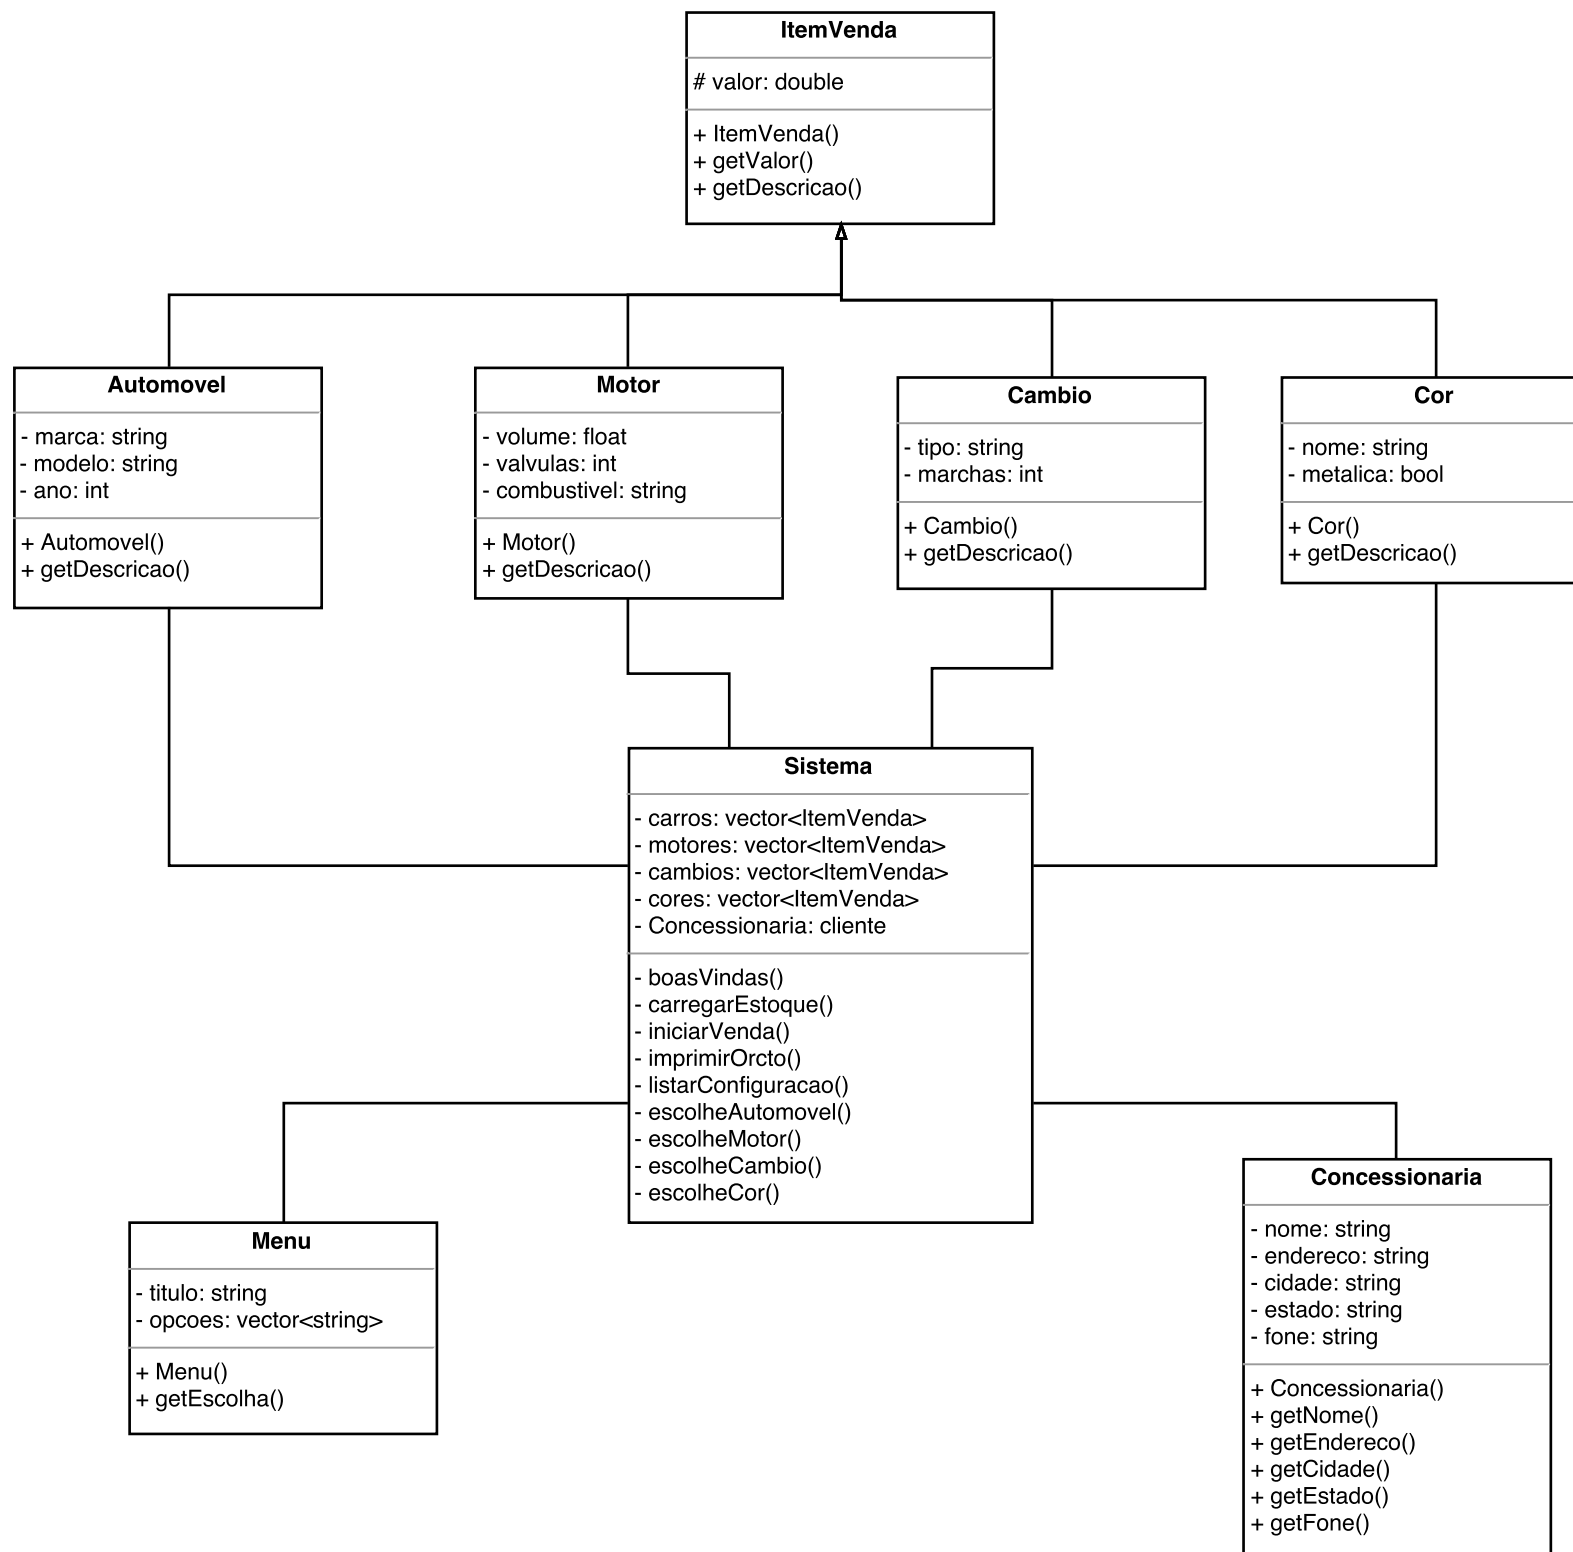 ItemVenda
# valor: double
+ ItemVenda()
+ getValor()
+ getDescricao()
Automovel
- marca: string
- modelo: string
- ano: int
+ Automovel()
+ getDescricao()
Motor
- volume: float
- valvulas: int
- combustivel: string
+ Motor()
+ getDescricao()
Cambio
- tipo: string
- marchas: int
+ Cambio()
+ getDescricao()
Cor
- nome: string
- metalica: bool
+ Cor()
+ getDescricao()
Sistema
- carros: vector<ItemVenda>
- motores: vector<ItemVenda>
- cambios: vector<ItemVenda>
- cores: vector<ItemVenda>
- Concessionaria: cliente
- boasVindas()
- carregarEstoque()
- iniciarVenda()
- imprimirOrcto()
- listarConfiguracao()
- escolheAutomovel()
- escolheMotor()
- escolheCambio()
- escolheCor()
Menu
- titulo: string
- opcoes: vector<string>
+ Menu()
+ getEscolha()
Concessionaria
- nome: string
- endereco: string
- cidade: string
- estado: string
- fone: string
+ Concessionaria()
+ getNome()
+ getEndereco()
+ getCidade()
+ getEstado()
+ getFone()